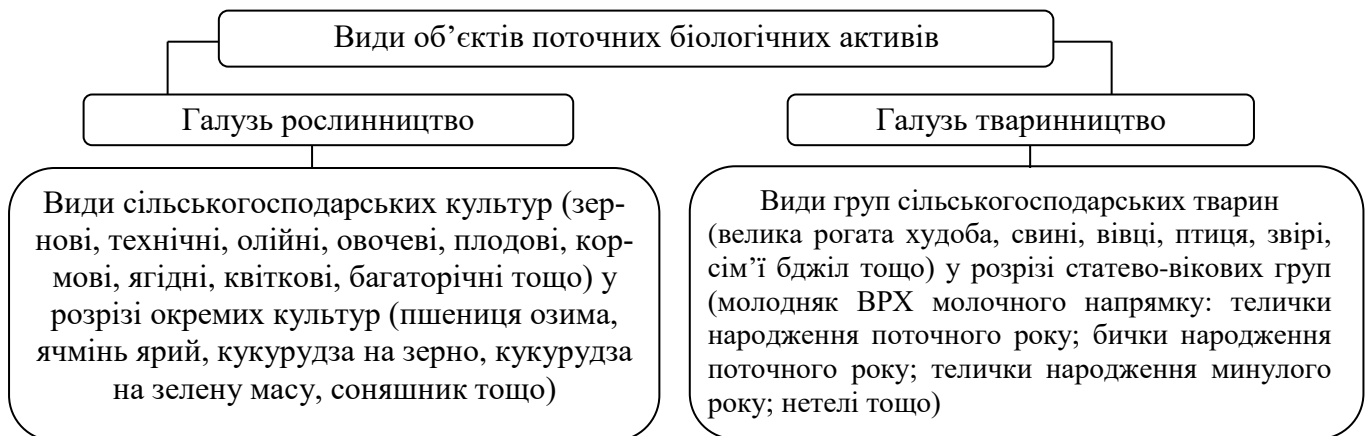 Види об’єктів поточних біологічних активів
Галузь рослинництво
Види сільськогосподарських культур (зер-
нові, технічні, олійні, овочеві, плодові, кор-
мові, ягідні, квіткові, багаторічні тощо) у
розрізі окремих культур (пшениця озима,
ячмінь ярий, кукурудза на зерно, кукурудза
на зелену масу, соняшник тощо)
Галузь тваринництво
Види груп сільськогосподарських тварин
(велика рогата худоба, свині, вівці, птиця, звірі,
сім’ї бджіл тощо) у розрізі статево-вікових груп
(молодняк ВРХ молочного напрямку: телички
народження поточного року; бички народження
поточного року; телички народження минулого
року; нетелі тощо)